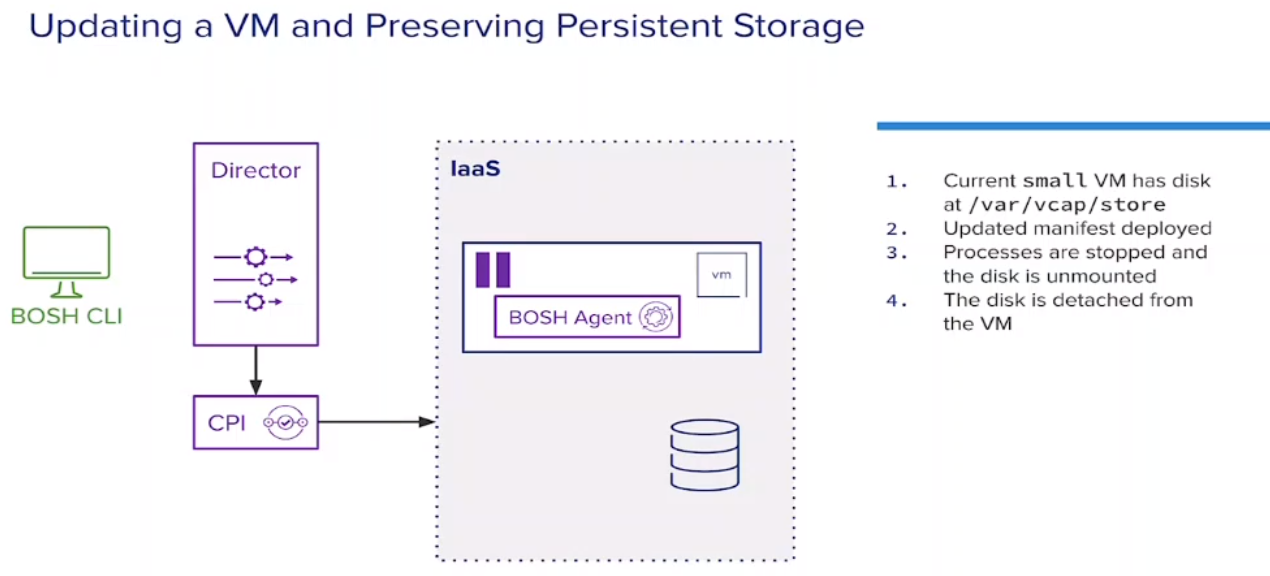 Updating a VM and Preserving Persistent Storage
Director
BOSH CLI
CPI
IaaS
vm
BOSH Agent
1. Current small VM has disk
at /var/vcap/store
2. Updated manifest deployed
3. Processes are stopped and
the disk is unmounted
4. The disk is detached from
the VM